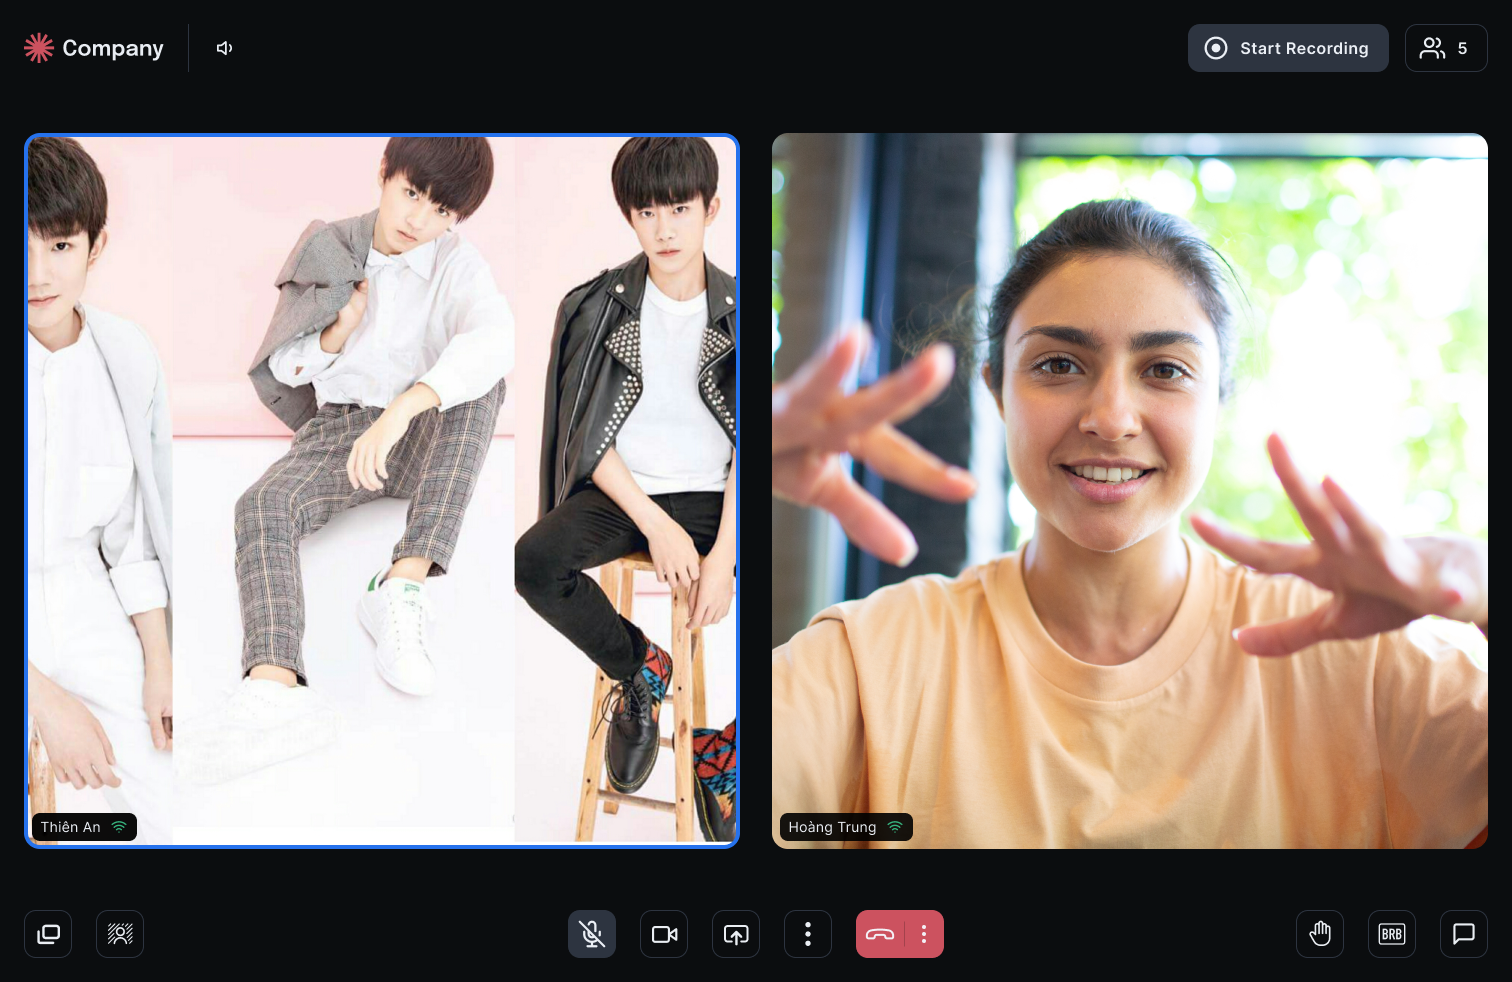 Company
Start Recording
5
Thiên An
Hoàng Trung
BRB